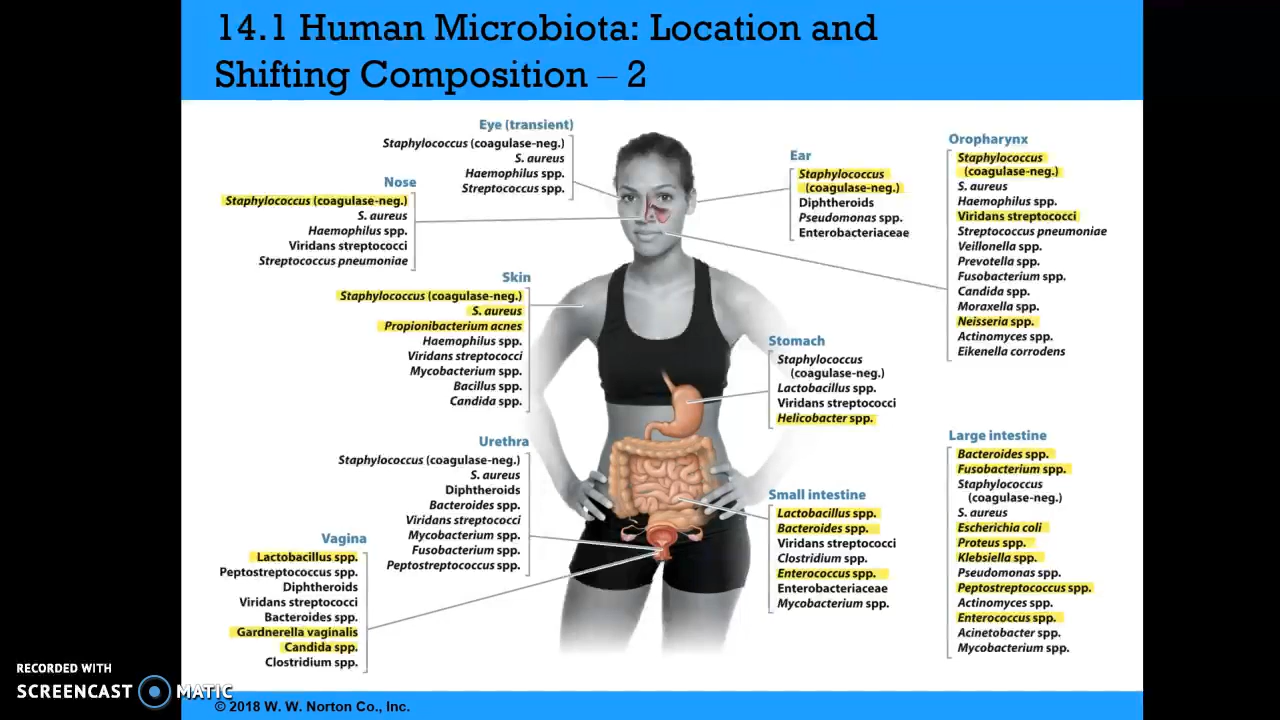 14.1 Human Microbiota: Location and
Shifting Composition – 2
Eye (transient)
Staphylococcus (coagulase-neg.)
S. aureus
Haemophilus spp.
Streptococcus spp.
Nose
Staphylococcus (coagulase-neg.)
S. aureus
Haemophilus spp.
Viridans streptococci
Streptococcus pneumoniae
Skin
Staphylococcus (coagulase-neg.)
S. aureus
Propionibacterium acnes
Haemophilus spp.
Viridans streptococci
Mycobacterium spp.
Bacillus spp.
Candida spp.
Urethra
Staphylococcus (coagulase-neg.)
S. aureus
Diphtheroids
Bacteroides spp.
Viridans streptococci
Mycobacterium spp.
Fusobacterium spp.
Peptostreptococcus spp.
Vagina
Lactobacillus spp.
Peptostreptococcus spp.
Diphtheroids
Viridans streptococci
Bacteroides spp.
Gardnerella vaginalis
Candida spp.
Clostridium spp.
Ear
Staphylococcus
(coagulase-neg.)
Diphtheroids
Pseudomonas spp.
Enterobacteriaceae
Oropharynx
Staphylococcus
(coagulase-neg.)
S. aureus
Haemophilus spp.
Viridans streptococci
Streptococcus pneumoniae
Veillonella spp.
Prevotella spp.
Fusobacterium spp.
Candida spp.
Moraxella spp.
Neisseria spp.
Actinomyces spp.
Eikenella corrodens
Stomach
Staphylococcus
(coagulase-neg.)
Lactobacillus spp.
Viridans streptococci
Helicobacter spp.
Small intestine
Lactobacillus spp.
Bacteroides spp.
Viridans streptococci
Clostridium spp.
Enterococcus spp.
Enterobacteriaceae
Mycobacterium spp.
Large intestine
Bacteroides spp.
Fusobacterium spp.
Staphylococcus
(coagulase-neg.)
S. aureus
Escherichia coli
Proteus spp.
Klebsiella spp.
Pseudomonas spp.
Peptostreptococcus spp.
Actinomyces spp.
Enterococcus spp.
Acinetobacter spp.
Mycobacterium spp.
RECORDED WITH
SCREENCAST MATIC
© 2018 W. W. Norton Co., Inc.